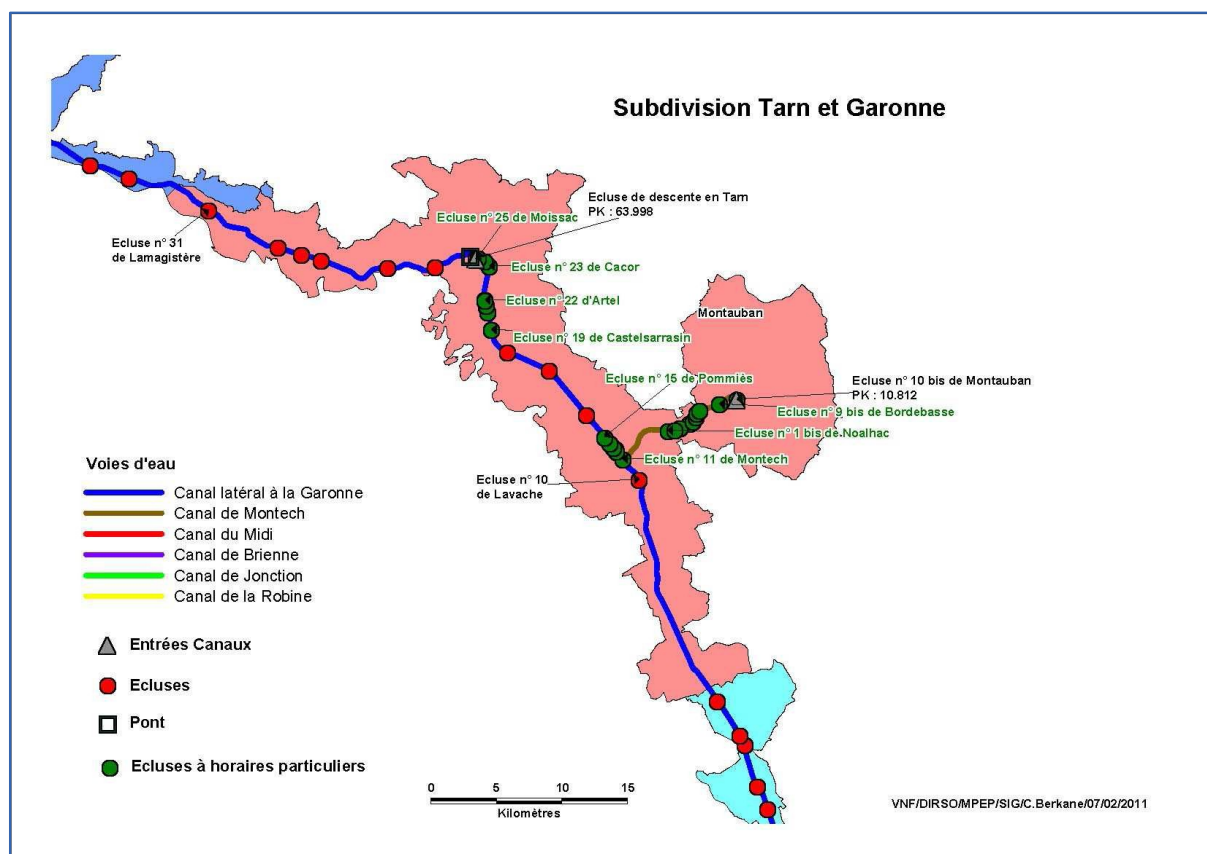 Subdivision Tarn et Garonne
Ecluse de descente en Tarn
PK : 63.998
Ecluse n° 25 de Moissac
Ecluse n° 31
de Lamagistère
Ecluse n° 23 de Cacor
Ecluse n° 22 d'Artel
Montauban
Ecluse n° 19 de Castelsarrasin
Ecluse n° 15 de Pommiès
Ecluse n° 10 bis de Montauban
PK : 10.812
Ecluse n° 9 bis de Bordebasse
Ecluse n° 1 bis de Noalhac
Ecluse n° 11 de Montech
Ecluse n° 10
de Lavache
Voies d'eau
Canal latéral à la Garonne
Canal de Montech
Canal du Midi
Canal de Brienne
Canal de Jonction
Canal de la Robine
Entrées Canaux
Ecluses
Pont
Ecluses à horaires particuliers
0 5 10 15
Kilomètres
VNF/DIRSO/MPEP/SIG/C.Berkane/07/02/2011